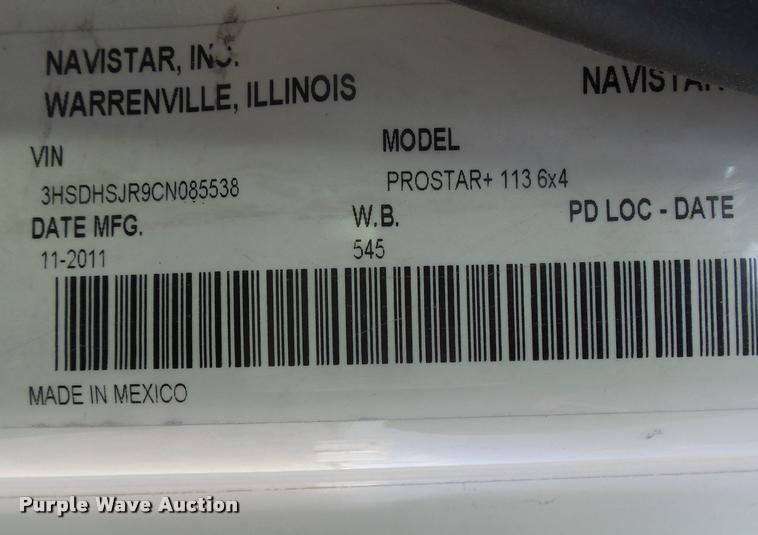 NAVISTAR, INC.
WARRENVILLE, ILLINOIS
NAVISTAR
VIN
MODEL
3HSDHSJR9CN085538
PROSTAR+ 113 6x4
DATE MFG.
W.B.
PD LOC - DATE
11-2011
545
MADE IN MEXICO
Purple Wave Auction